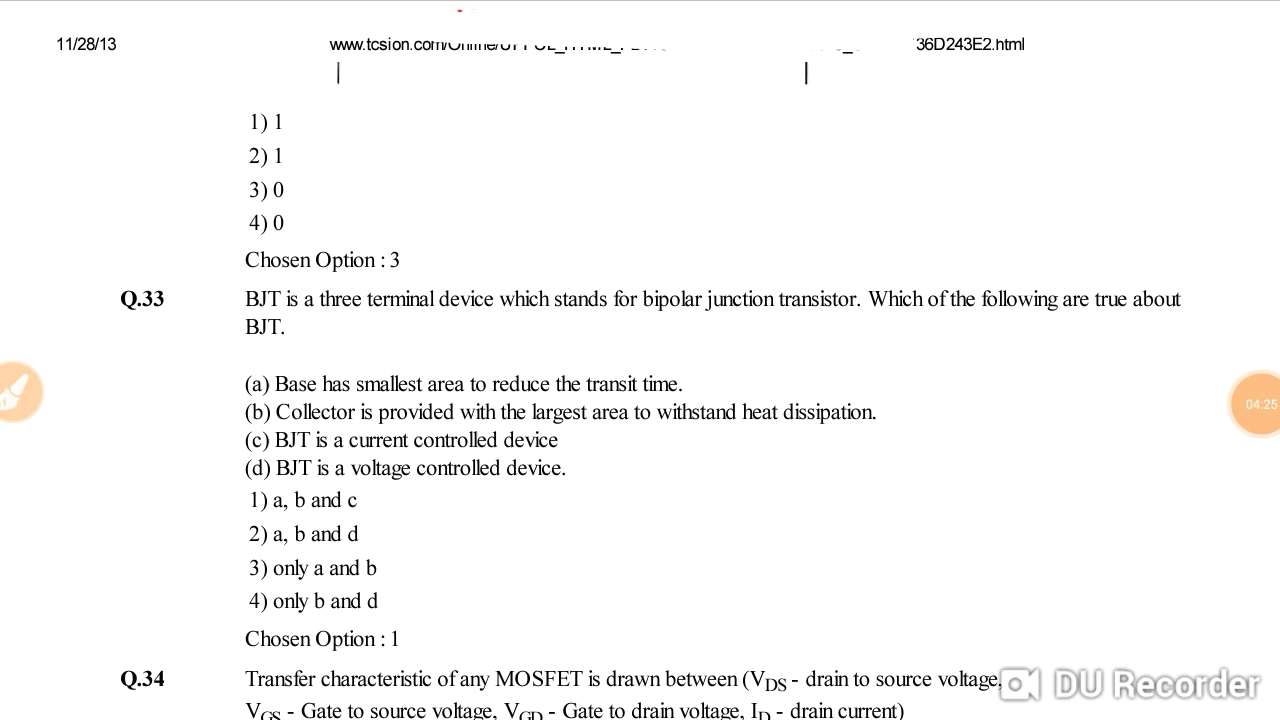 11/28/13 www.tcsion.com/Online/ 36D243E2.html
1) 1
2) 1
3) 0
4) 0
Chosen Option : 3
Q.33 BJT is a three terminal device which stands for bipolar junction transistor. Which of the following are true about
BJT.
(a) Base has smallest area to reduce the transit time.
(b) Collector is provided with the largest area to withstand heat dissipation.
(c) BJT is a current controlled device
(d) BJT is a voltage controlled device.
1) a, b and c
2) a, b and d
3) only a and b
4) only b and d
Chosen Option : 1
04:25
Q.34 Transfer characteristic of any MOSFET is drawn between (VDS - drain to source voltage,
VGS - Gate to source voltage, VGD - Gate to drain voltage, ID - drain current)
DU Recorder